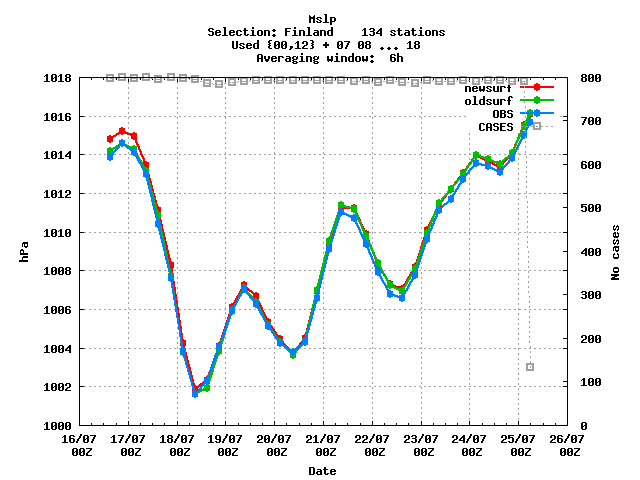 Mslp
Selection: Finland 134 stations
Used {00,12} + 07 08 ... 18
Averaging window: 6h
1018
1016
1014
1012
1010
1008
1006
1004
1002
1000
hPa
800
700
600
500
400
300
200
100
0
No cases
newsurf
oldsurf
OBS
CASES
16/07 17/07 18/07 19/07 20/07 21/07 22/07 23/07 24/07 25/07 26/07
00Z 00Z 00Z 00Z 00Z 00Z 00Z 00Z 00Z 00Z 00Z
Date